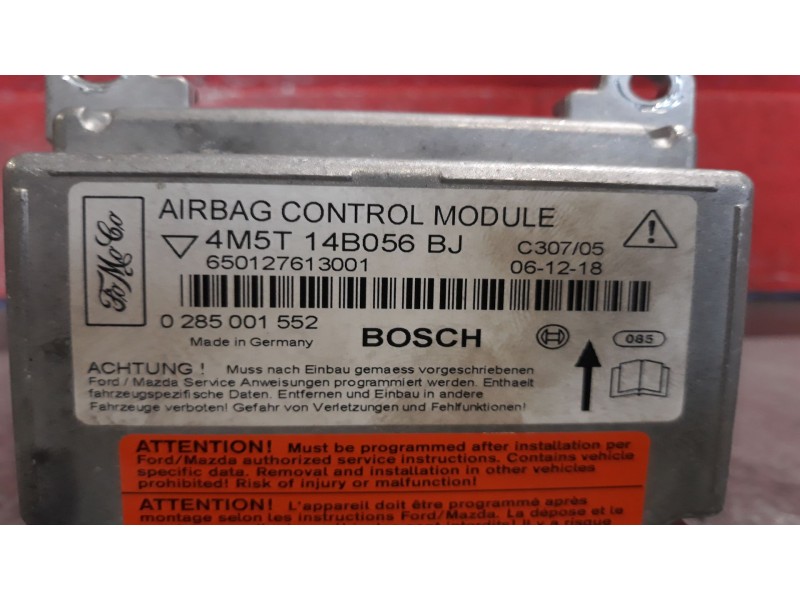 FoMoCo
AIRBAG CONTROL MODULE
4M5T 14B056 BJ
C307/05
650127613001
06-12-18
0 285 001 552
BOSCH
085
Made in Germany
ACHTUNG ! Muss nach Einbau gemaess vorgeschriebenen
Ford / Mazda Service Anweisungen programmiert werden. Enthaelt
fahrzeugspezifische Daten. Entfernen und Einbau in andere
Fahrzeuge verboten! Gefahr von Verletzungen und Fehlfunktionen!
ATTENTION! Must be programmed after installation per
Ford/Mazda authorized service instructions. Contains vehicle
specific data. Removal and installation in other vehicles
prohibited! Risk of injury or malfunction!
ATTENTION! L'appareil doit être programmé après
montage selon les instructions Ford/Mazda. La dépose et le